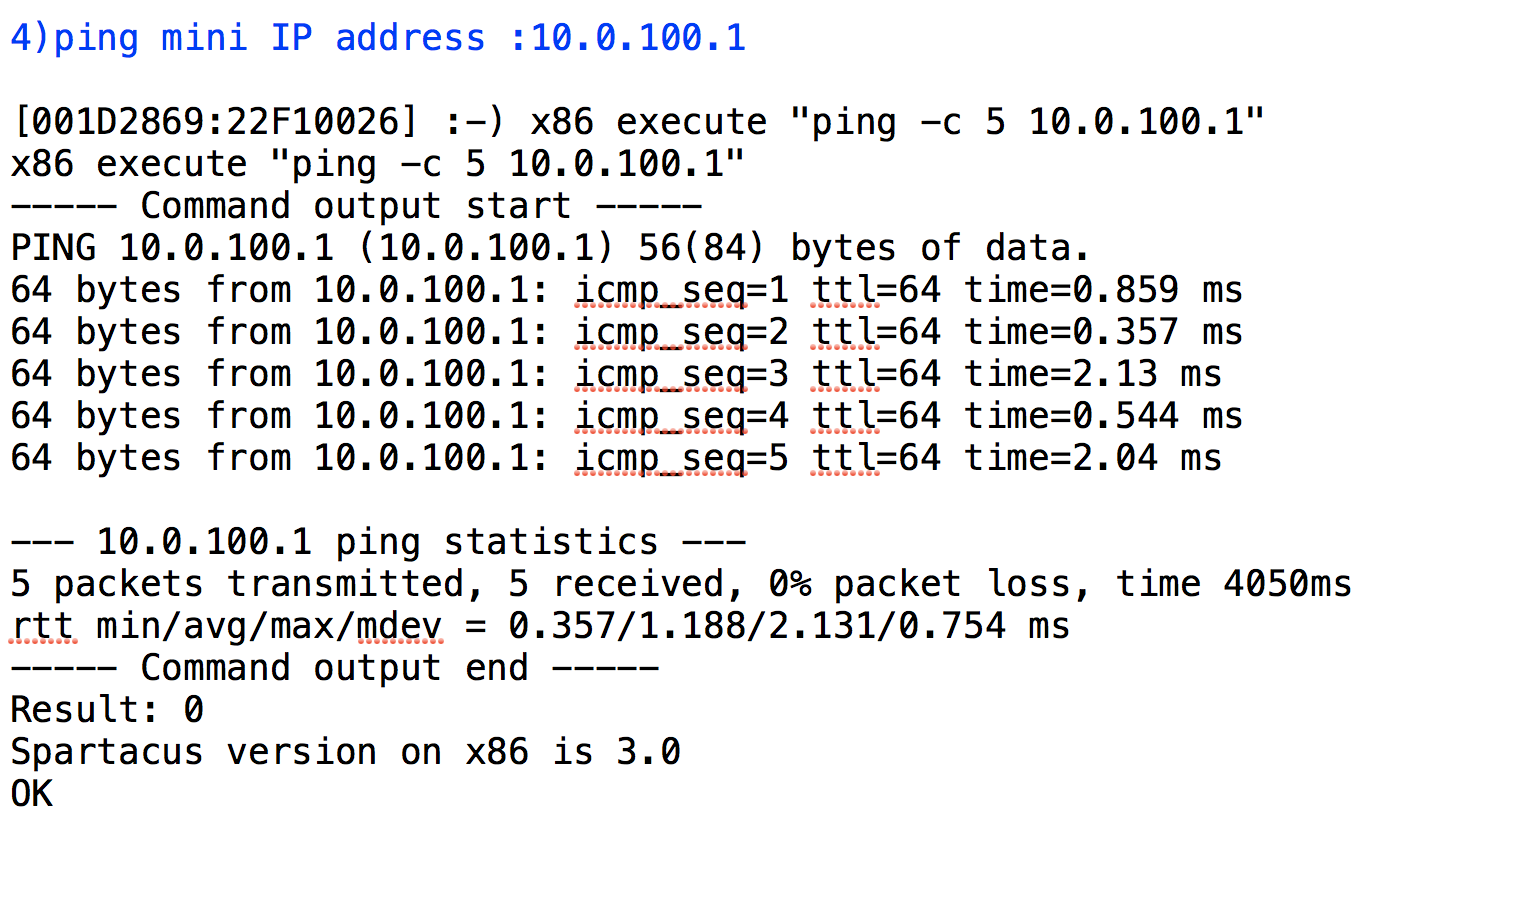 4)ping mini IP address :10.0.100.1
[001D2869:22F10026] :-) x86 execute "ping -c 5 10.0.100.1"
x86 execute "ping -c 5 10.0.100.1"
----- Command output start -----
PING 10.0.100.1 (10.0.100.1) 56(84) bytes of data.
64 bytes from 10.0.100.1: icmp_seq=1 ttl=64 time=0.859 ms
64 bytes from 10.0.100.1: icmp_seq=2 ttl=64 time=0.357 ms
64 bytes from 10.0.100.1: icmp_seq=3 ttl=64 time=2.13 ms
64 bytes from 10.0.100.1: icmp_seq=4 ttl=64 time=0.544 ms
64 bytes from 10.0.100.1: icmp_seq=5 ttl=64 time=2.04 ms
--- 10.0.100.1 ping statistics ---
5 packets transmitted, 5 received, 0% packet loss, time 4050ms
rtt min/avg/max/mdev = 0.357/1.188/2.131/0.754 ms
----- Command output end -----
Result: 0
Spartacus version on x86 is 3.0
OK